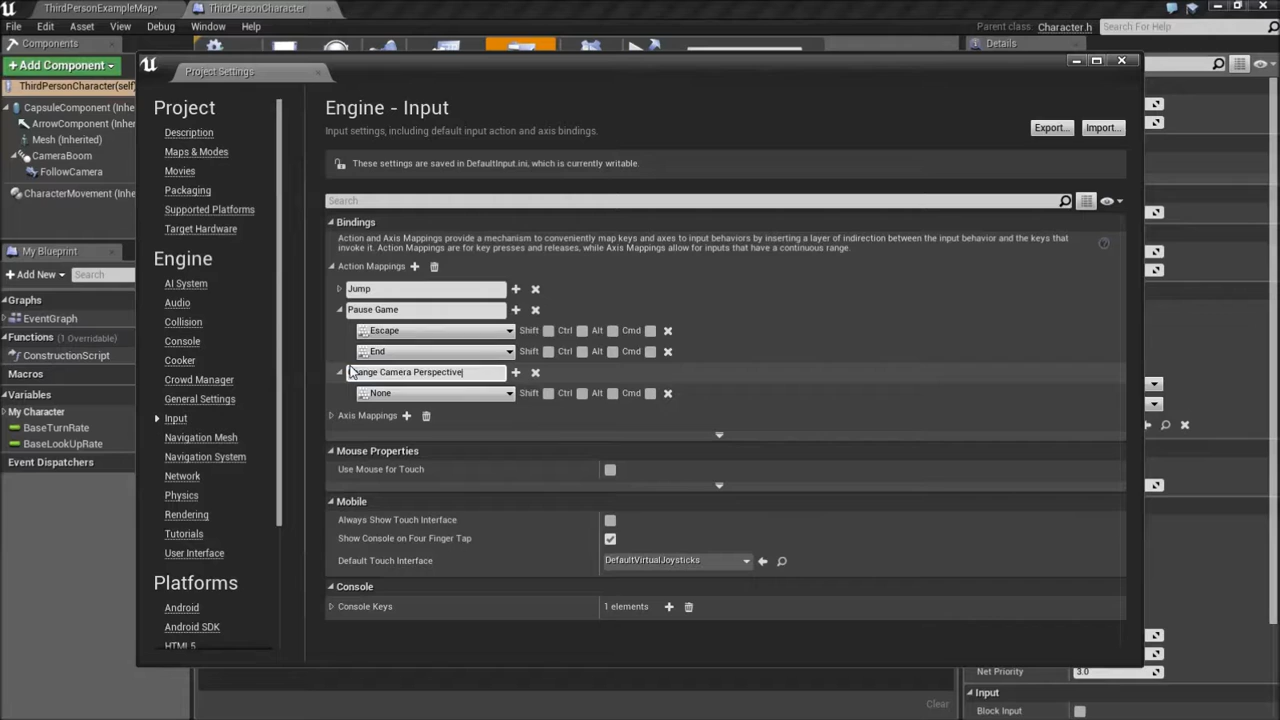 ThirdPersonExampleMap*
ThirdPersonCharacter
File Edit Asset View Debug Window Help
Parent class: Character.h
Search For Help
Components
Details
+ Add Component
Project Settings
ThirdPersonCharacter(self)
CapsuleComponent (Inhe
ArrowComponent (Inher
Mesh (Inherited)
CameraBoom
FollowCamera
CharacterMovement (Inh
My Blueprint
Add New
Search
Graphs
EventGraph
Functions (1 Overridable)
ConstructionScript
Macros
Variables
My Character
BaseTurnRate
BaseLookUpRate
Event Dispatchers
Project
Description
Maps & Modes
Movies
Packaging
Supported Platforms
Target Hardware
Engine
AI System
Audio
Collision
Console
Cooker
Crowd Manager
General Settings
Input
Navigation Mesh
Navigation System
Network
Physics
Rendering
Tutorials
User Interface
Platforms
Android
Android SDK
HTML5
Engine - Input
Input settings, including default input action and axis bindings.
Export... Import...
These settings are saved in DefaultInput.ini, which is currently writable.
Search
Bindings
Action and Axis Mappings provide a mechanism to conveniently map keys and axes to input behaviors by inserting a layer of indirection between the input behavior and the keys that
invoke it. Action Mappings are for key presses and releases, while Axis Mappings allow for inputs that have a continuous range.
Action Mappings
Jump
Pause Game
Escape Shift Ctrl Alt Cmd
End Shift Ctrl Alt Cmd
ange Camera Perspective
None Shift Ctrl Alt Cmd
Axis Mappings
Mouse Properties
Use Mouse for Touch
Mobile
Always Show Touch Interface
Show Console on Four Finger Tap
Default Touch Interface DefaultVirtualJoysticks
Console
Console Keys 1 elements
Clear
Net Priority 3.0
Input
Block Input